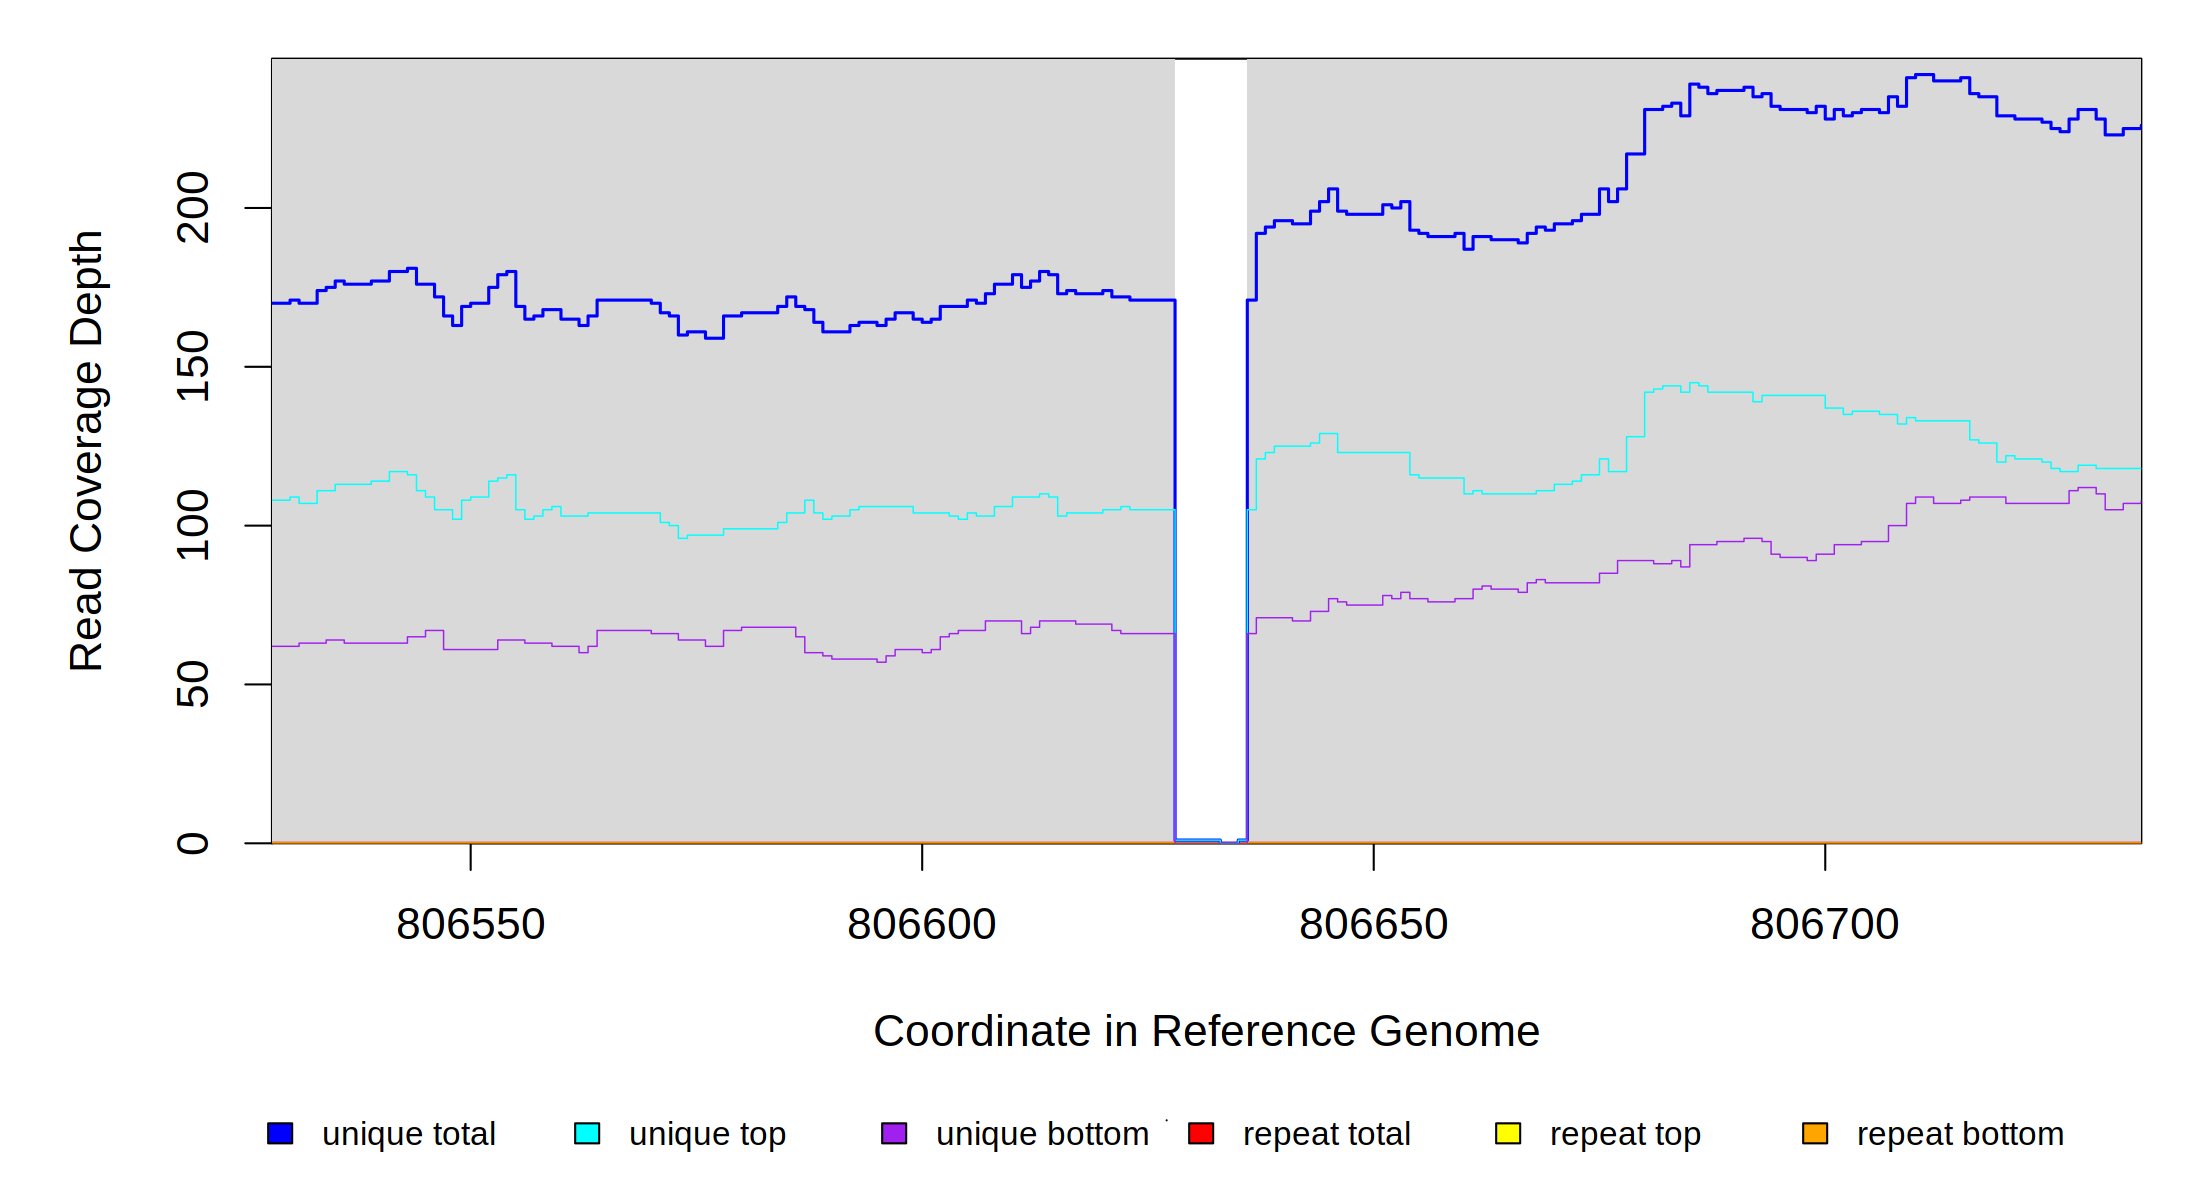 Read Coverage Depth
200
150
100
50
0
806550 806600 806650 806700
Coordinate in Reference Genome
unique total unique top unique bottom repeat total repeat top repeat bottom